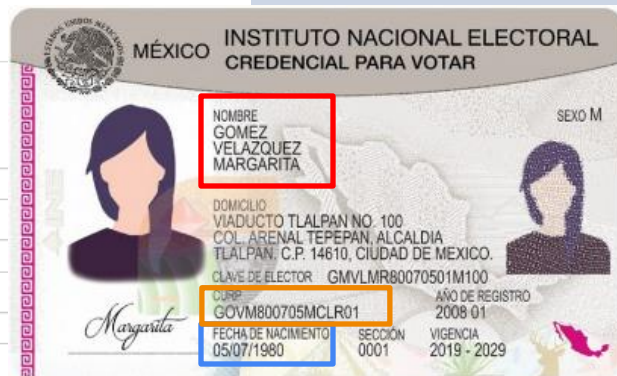 MÉXICO INSTITUTO NACIONAL ELECTORAL
CREDENCIAL PARA VOTAR
NOMBRE
GOMEZ
VELAZQUEZ
MARGARITA
SEXO M
DOMICILIO
VIADUCTO TLALPAN NO. 100
COL. ARENAL TEPEPAN, ALCALDIA
TLALPAN. C.P. 14610, CIUDAD DE MEXICO.
CLAVE DE ELECTOR GMVLMR80070501M100
CURP AÑO DE REGISTRO
GOVM800705MCLR01 2008 01
Margarita
FECHA DE NACIMIENTO SECCIÓN VIGENCIA
05/07/1980 0001 2019 - 2029